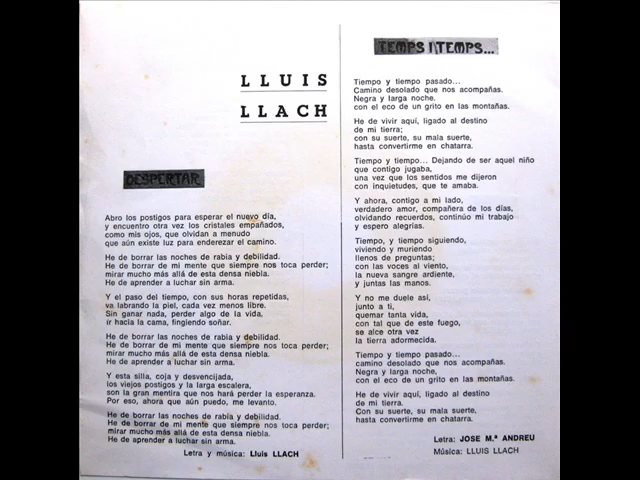 LLUIS
LLACH
DESPERTAR
Abro los postigos para esperar el nuevo día,
y encuentro otra vez los cristales empañados,
como mis ojos, que olvidan a menudo
que aún existe luz para enderezar el camino.
He de borrar las noches de rabia y debilidad.
He de borrar de mi mente que siempre nos toca perder;
mirar mucho más allá de esta densa niebla.
He de aprender a luchar sin arma.
Y el paso del tiempo, con sus horas repetidas,
va labrando la piel, cada vez menos libre.
Sin ganar nada, perder algo de la vida,
ir hacia la cama, fingiendo soñar.
He de borrar las noches de rabia y debilidad.
He de borrar de mi mente que siempre nos toca perder;
mirar mucho más allá de esta densa niebla.
He de aprender a luchar sin arma.
Y esta silla, coja y desvencijada,
los viejos postigos y la larga escalera,
son la gran mentira que nos hará perder la esperanza.
Por eso, ahora que aún puedo, me levanto.
He de borrar las noches de rabia y debilidad.
He de borrar de mi mente que siempre nos toca perder;
mirar mucho más allá de esta densa niebla.
He de aprender a luchar sin arma.
Letra y música: Lluis LLACH
TEMPS I TEMPS...
Tiempo y tiempo pasado...
Camino desolado que nos acompañas.
Negra y larga noche.
con el eco de un grito en las montañas.
He de vivir aquí, ligado al destino
de mi tierra;
con su suerte, su mala suerte,
hasta convertirme en chatarra.
Tiempo y tiempo... Dejando de ser aquel niño
que contigo jugaba,
una vez que los sentidos me dijeron
con inquietudes, que te amaba.
Y ahora, contigo a mi lado,
verdadero amor, compañera de los días,
olvidando recuerdos, continúo mi trabajo
y espero alegrías.
Tiempo, y tiempo siguiendo,
viviendo y muriendo
llenos de preguntas;
con las voces al viento,
la nueva sangre ardiente,
y juntas las manos.
Y no me duele así,
junto a ti,
quemar tanta vida,
con tal que de este fuego,
se alce otra vez
la tierra adormecida.
Tiempo y tiempo pasado...
camino desolado que nos acompañas.
Negra y larga noche,
con el eco de un grito en las montañas.
He de vivir aquí, ligado al destino
de mi tierra.
Con su suerte, su mala suerte,
hasta convertirme en chatarra.
Letra: JOSE M.ª ANDREU
Música: LLUIS LLACH